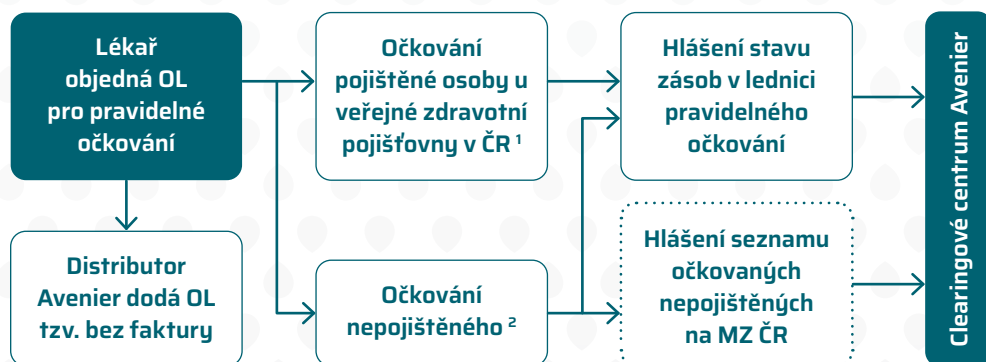 Lékař
objedná OL
pro pravidelné
očkování
Očkování
pojištěné osoby u
veřejné zdravotní
pojišťovny v ČR ¹
Hlášení stavu
zásob v lednici
pravidelného
očkování
Distributor
Avenier dodá OL
tzv. bez faktury
Očkování
nepojištěného ²
Hlášení seznamu
očkovaných
nepojištěných
na MZ ČR
Clearingové centrum Avenier